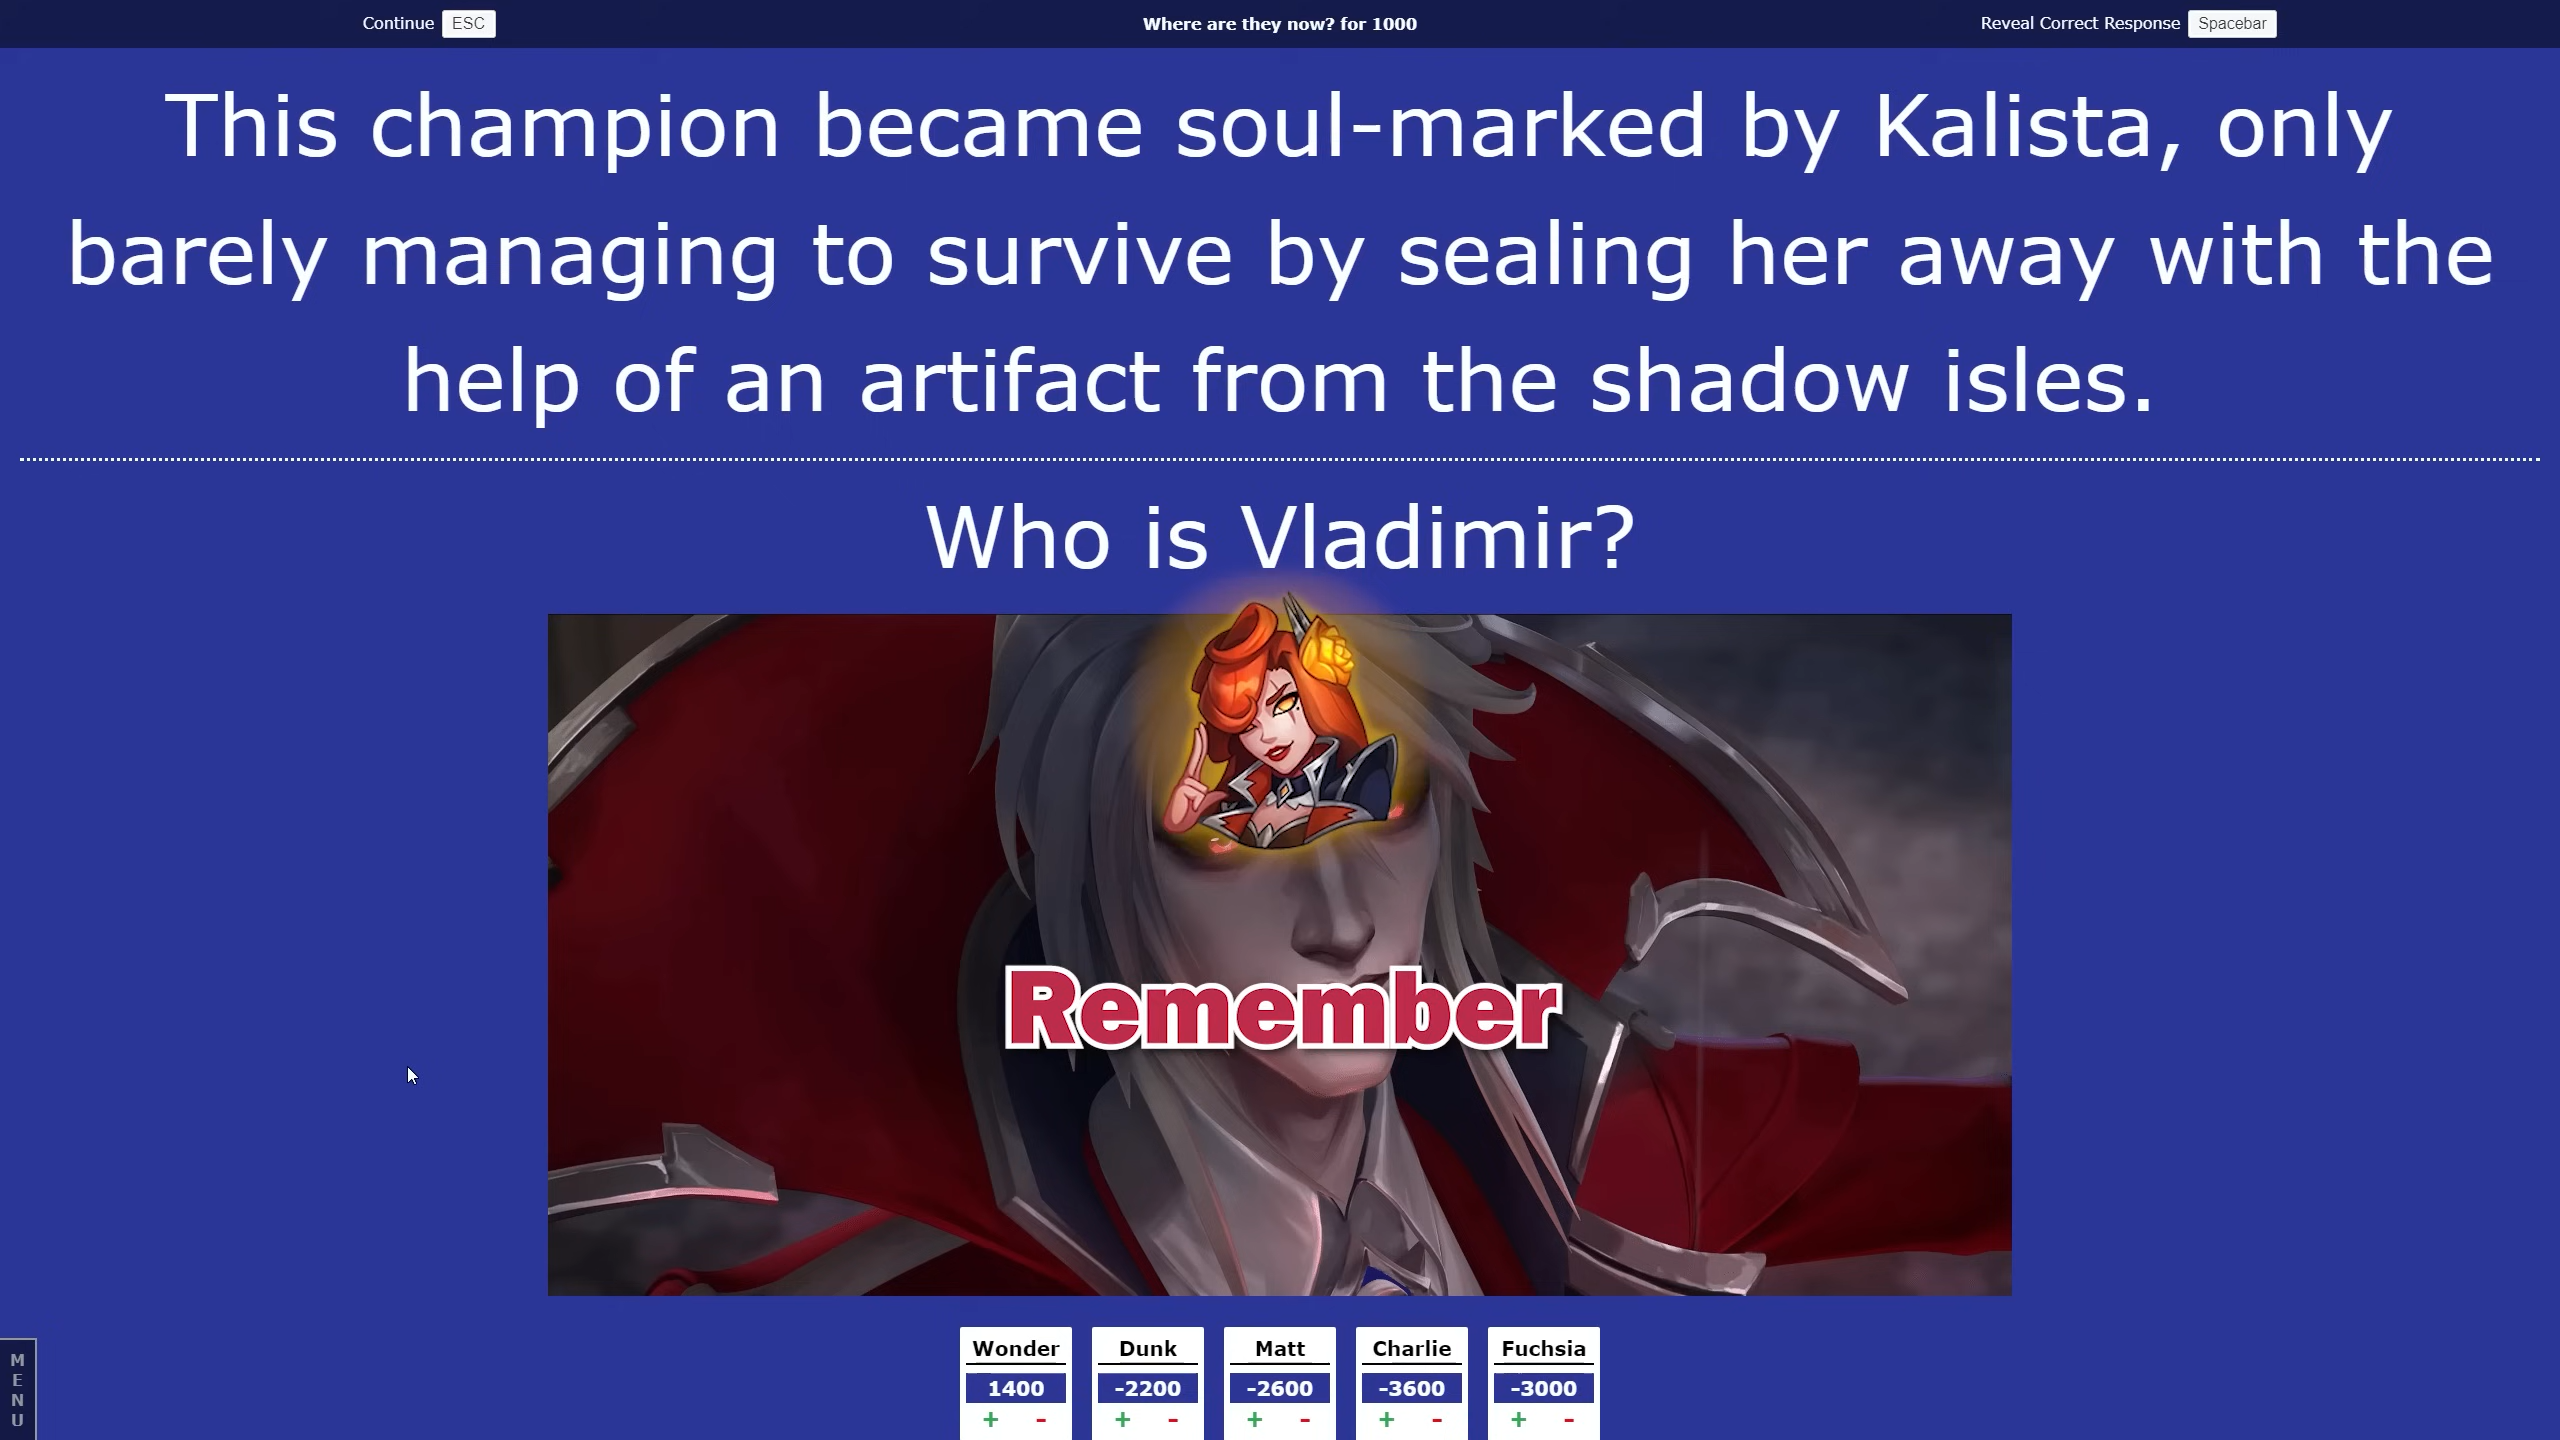 Continue ESC
Where are they now? for 1000
Reveal Correct Response Spacebar
This champion became soul-marked by Kalista, only
barely managing to survive by sealing her away with the
help of an artifact from the shadow isles.
Who is Vladimir?
Remember
MENU
Wonder Dunk Matt Charlie Fuchsia
1400 -2200 -2600 -3600 -3000
+ - + - + - + - + -